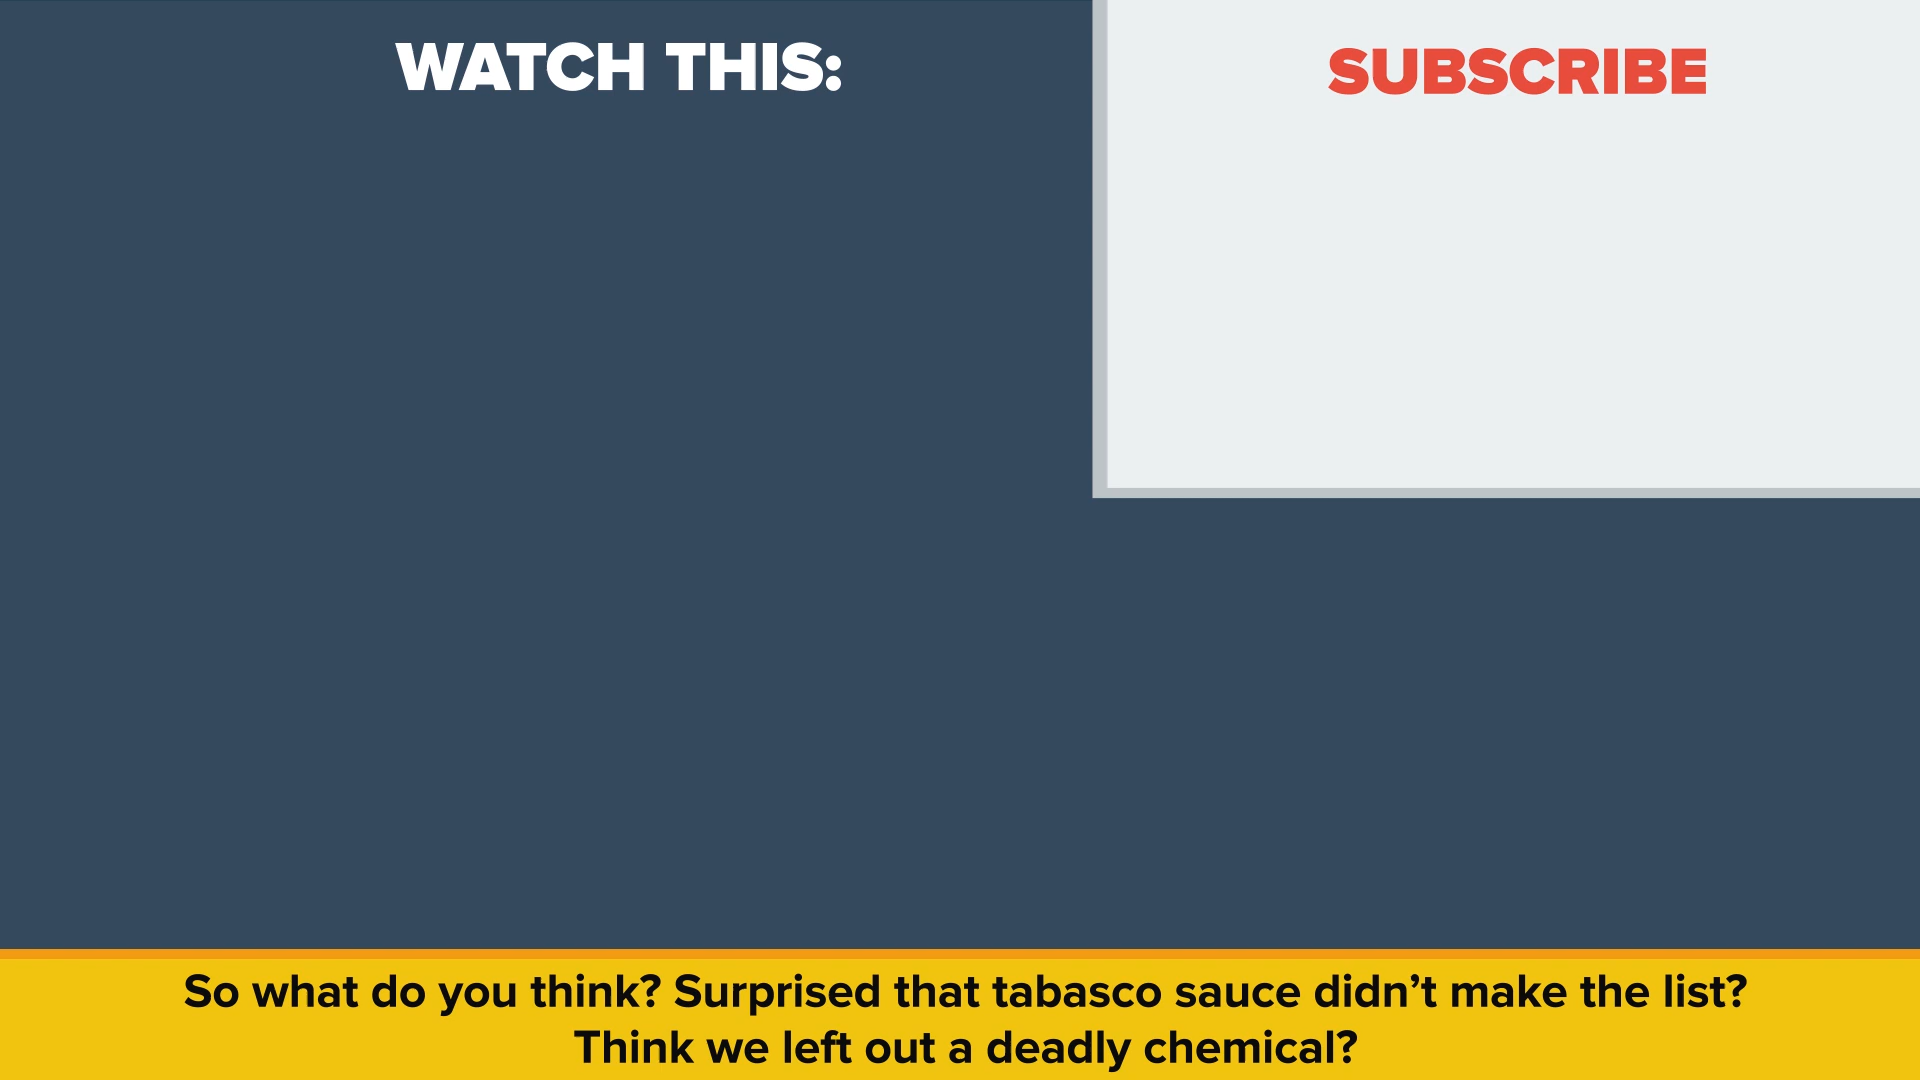 WATCH THIS:
SUBSCRIBE
So what do you think? Surprised that tabasco sauce didn’t make the list?
Think we left out a deadly chemical?